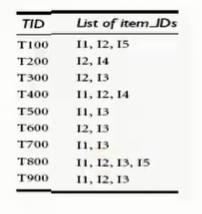 TID List of item_IDs
T100 I1, I2, I5
T200 I2, I4
T300 I2, I3
T400 I1, I2, I4
T500 I1, I3
T600 I2, I3
T700 I1, I3
T800 I1, I2, I3, I5
T900 I1, I2, I3